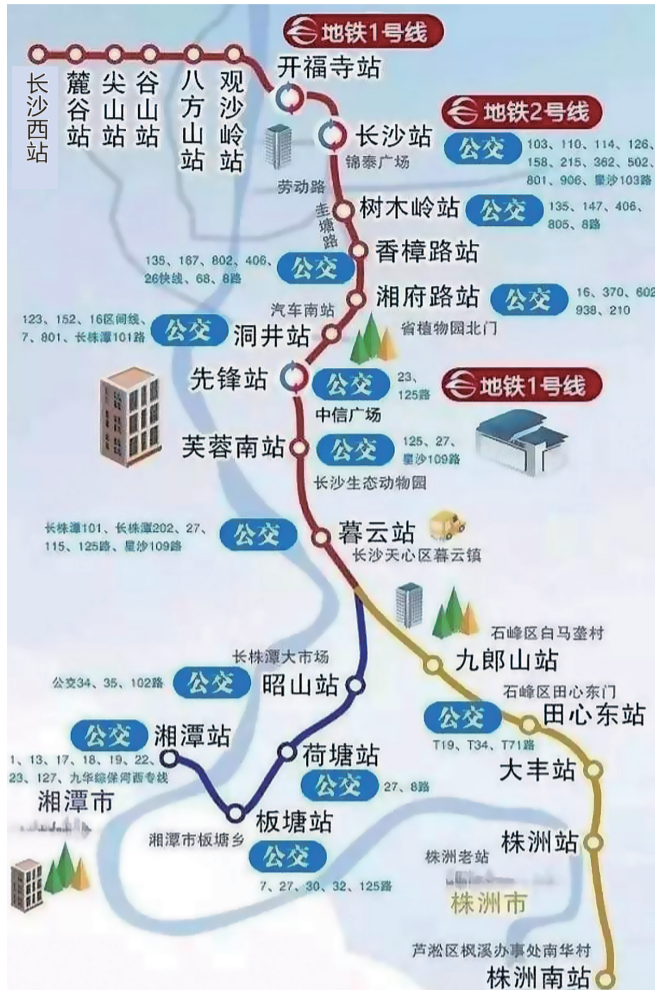 地铁1号线
长沙西站
麓谷站
尖山站
谷山站
八方山站
观沙岭站
开福寺站
地铁2号线
长沙站
锦泰广场
公交
103、110、114、126、
158、215、362、502、
801、906、星沙103路
劳动路
圭塘路
树木岭站
公交
135、147、406、
805、8路
香樟路站
135、187、802、406、
26快线、68、8路
公交
湘府路站
公交
16、370、602
938、210
汽车南站
省植物园北门
123、152、16区间线、
7、801、长株潭101路
公交
洞井站
先锋站
公交
23、
125路
地铁1号线
中信广场
芙蓉南站
公交
125、27、
星沙109路
长沙生态动物园
长株潭101、长株潭202、27、
115、125路、星沙109路
公交
暮云站
长沙天心区暮云镇
石峰区白马垄村
九郎山站
长株潭大市场
公交34、35、102路
公交
昭山站
石峰区田心东门
田心东站
公交
T19、T34、T71路
公交
湘潭站
1、13、17、18、19、22、
23、127、九华综保河西专线
湘潭市
荷塘站
公交
27、8路
大丰站
板塘站
湘潭市板塘乡
公交
7、27、30、32、125路
株洲站
株洲老站
株洲市
芦淞区枫溪办事处南华村
株洲南站